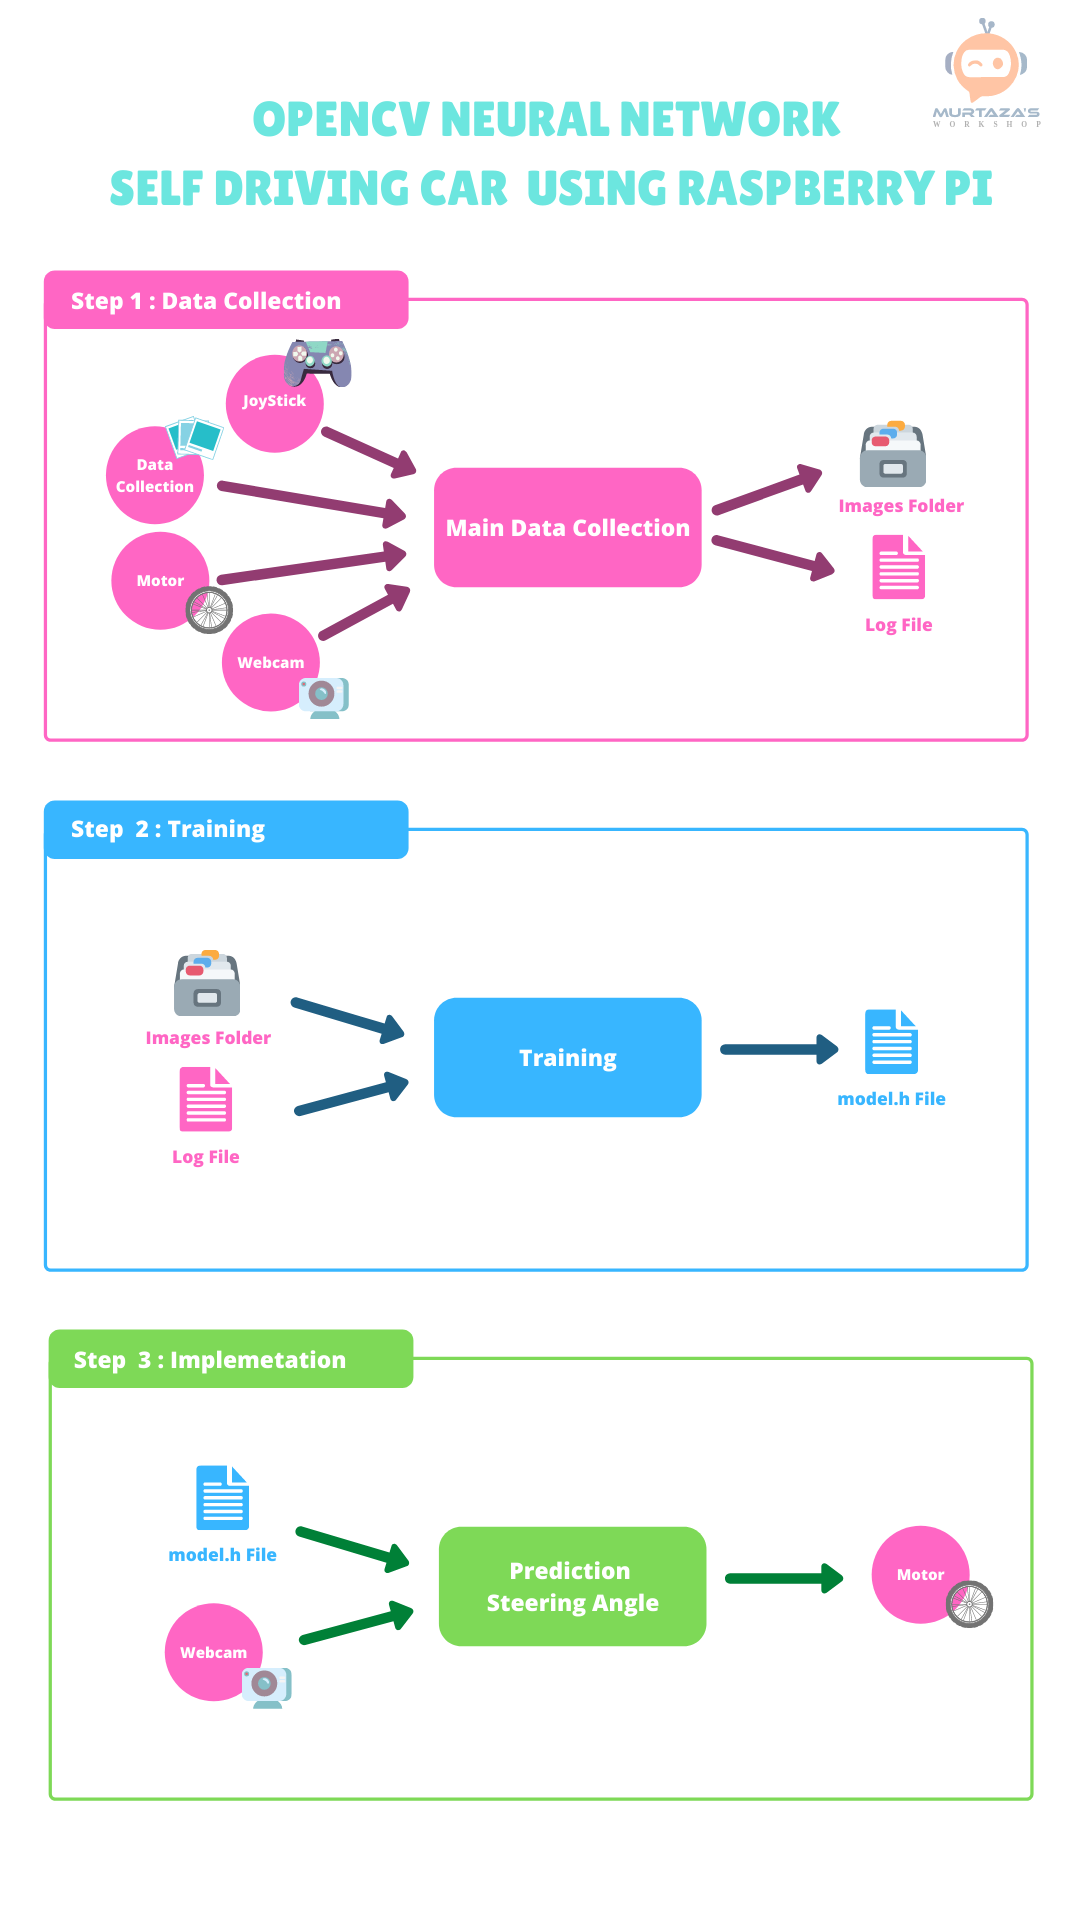 MURTAZA'S
WORKSHOP
OPENCV NEURAL NETWORK
SELF DRIVING CAR USING RASPBERRY PI
Step 1 : Data Collection
JoyStick
Data
Collection
Motor
Webcam
Main Data Collection
Images Folder
Log File
Step 2 : Training
Images Folder
Log File
Training
model.h File
Step 3 : Implemetation
model.h File
Webcam
Prediction
Steering Angle
Motor